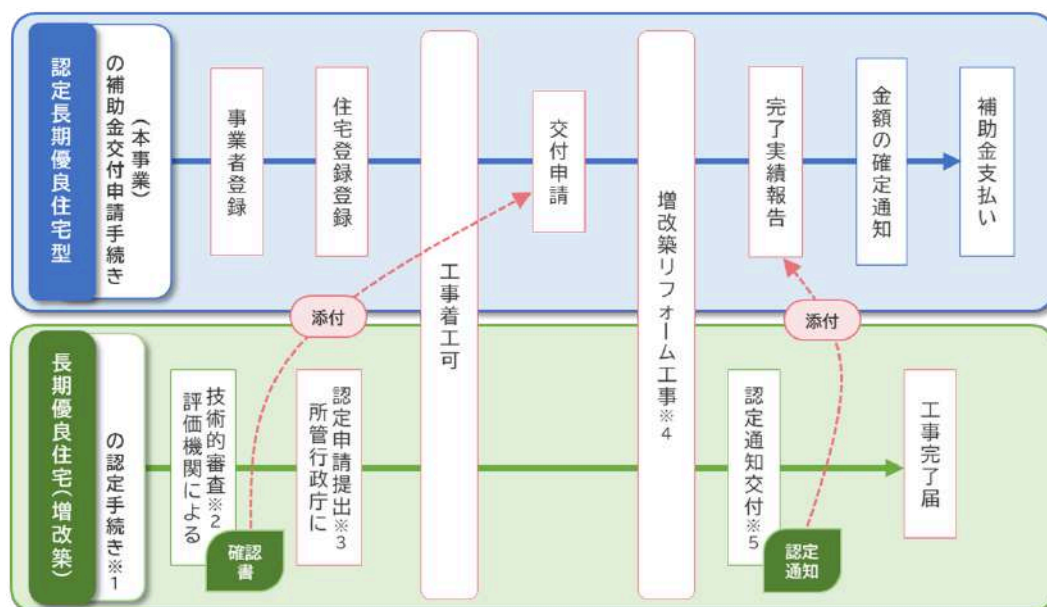 認定長期優良住宅型
の補助金交付申請手続き
(本事業)
事業者登録
住宅登録登録
工事着工可
交付申請
増改築リフォーム工事※4
完了実績報告
金額の確定通知
補助金支払い
添付
添付
長期優良住宅(増改築)
の認定手続き※1
評価機関による
技術的審査※2
確認
書
所管行政庁に
認定申請提出※3
認定通知交付※5
認定
通知
工事完了届